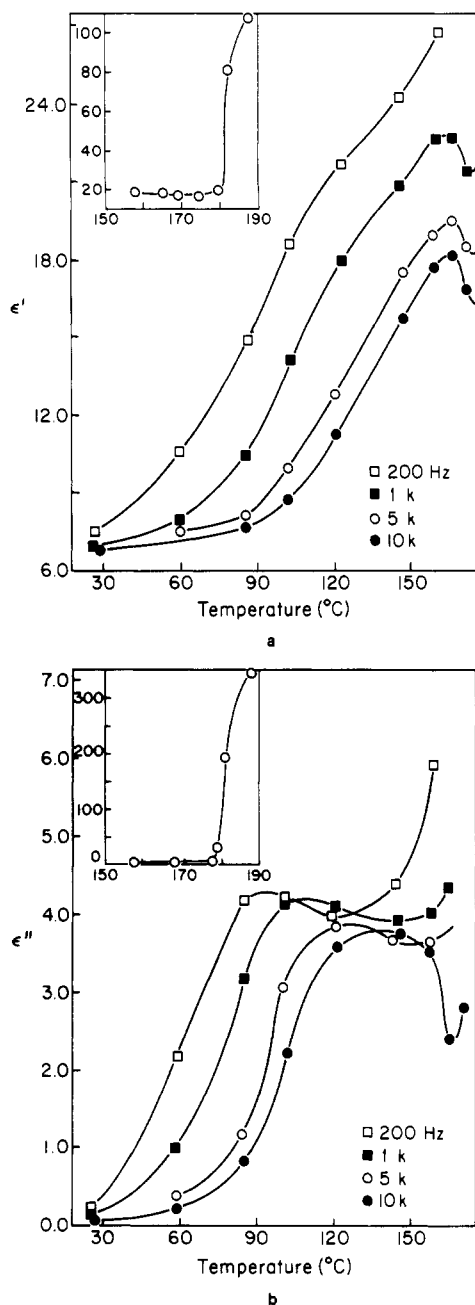 100
80
60
40
20
150
170
190
24.0
18.0
12.0
6.0
ϵ'
□ 200 Hz
■ 1 k
○ 5 k
● 10 k
30
60
90
120
150
Temperature (°C)
a
7.0
6.0
5.0
4.0
3.0
2.0
1.0
0.0
300
200
100
0
150
170
190
ϵ"
□ 200 Hz
■ 1 k
○ 5 k
● 10 k
30
60
90
120
150
Temperature (°C)
b